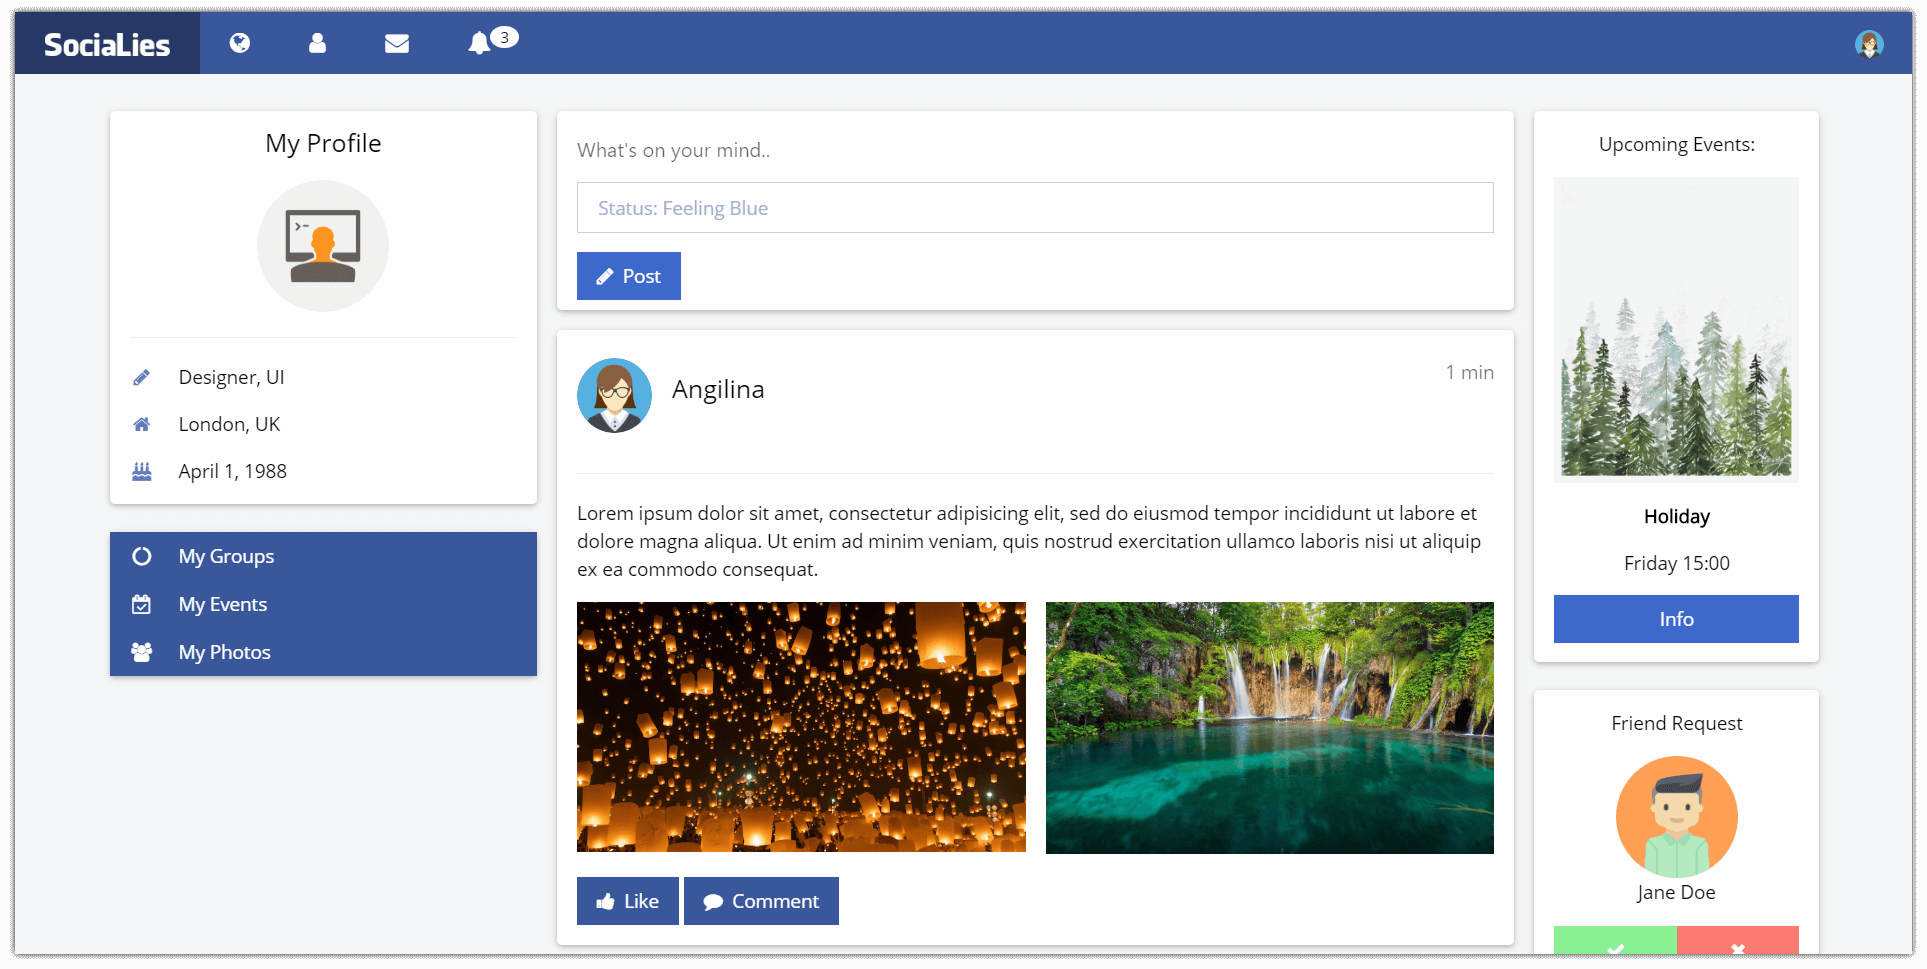 SociaLies
3
My Profile
Designer, UI
London, UK
April 1, 1988
My Groups
My Events
My Photos
What's on your mind..
Status: Feeling Blue
Post
Angilina
1 min
Lorem ipsum dolor sit amet, consectetur adipisicing elit, sed do eiusmod tempor incididunt ut labore et
dolore magna aliqua. Ut enim ad minim veniam, quis nostrud exercitation ullamco laboris nisi ut aliquip
ex ea commodo consequat.
Like
Comment
Upcoming Events:
Holiday
Friday 15:00
Info
Friend Request
Jane Doe